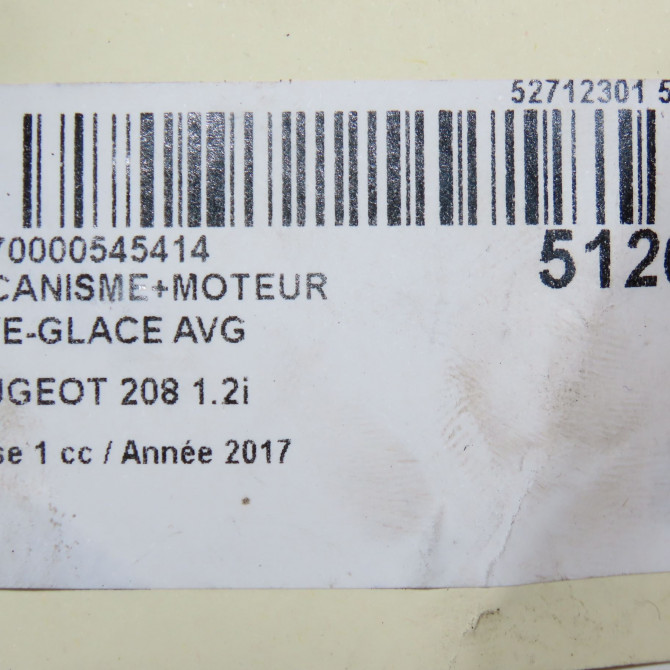 52712301 5
70000545414
5120
CANISME+MOTEUR
E-GLACE AVG
UGEOT 208 1.2i
se 1 cc / Année 2017